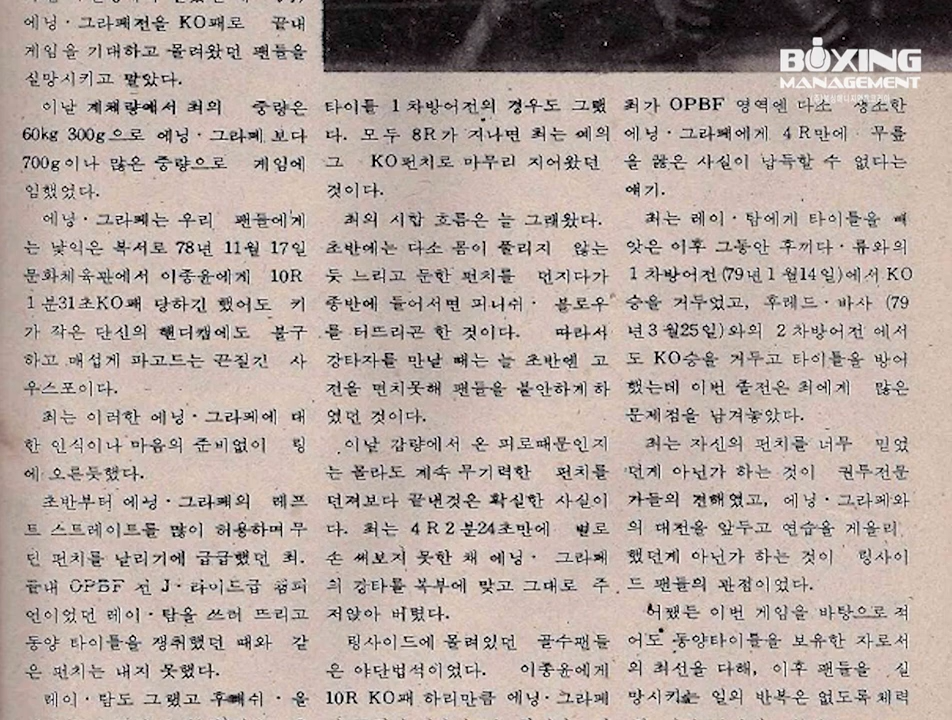 BOXING
MANAGEMENT
에닝·그라페전을 KO패로 끝내
게임을 기대하고 몰려왔던 팬들을
실망시키고 말았다.
이날 계체량에서 최의 중량은
60kg 300g으로 에닝·그라페 보다
700g이나 많은 중량으로 게임에
임했었다.
에닝·그라페는 우리 팬들에게
는 낯익은 복서로 78년 11월 17일
문화체육관에서 이종윤에게 10R
1분31초KO패 당하긴 했어도 키
가 작은 단신의 핸디캡에도 불구
하고 매섭게 파고드는 끈질긴 사
우스포이다.
최는 이러한 에닝·그라페에 대
한 인식이나 마음의 준비없이 링
에 오른듯했다.
초반부터 에닝·그라페의 레프
트 스트레이트를 많이 허용하며 무
딘 펀치를 날리기에 급급했던 최.
끝내 OPBF 전 J·라이트급 챔피
언이었던 레이·탐을 쓰러 뜨리고
동양 타이틀을 쟁취했던 때와 같
은 펀치는 내지 못했다.
레이·탐도 그랬고 울
타이틀 1차방어전의 경우도 그랬
다. 모두 8R가 지나면 최는 예의
그 KO펀치로 마무리 지어왔던
것이다.
최의 시합 흐름은 늘 그래왔다.
초반에는 다소 몸이 풀리지 않는
듯 느리고 둔한 펀치를 던지다가
종반에 들어서면 피니쉬·블로우
를 터뜨리곤 한 것이다. 따라서
강타자를 만날 때는 늘 초반엔 고
전을 면치못해 팬들을 불안하게 하
였던 것이다.
이날 감량에서 온 피로때문인지
는 몰라도 계속 무기력한 펀치를
던져보다 끝낸것은 확실한 사실이
다. 최는 4R 2분24초만에 별로
손 써보지 못한 채 에닝·그라페
의 강타를 복부에 맞고 그대로 주
저앉아 버렸다.
링사이드에 몰려있던 골수팬들
은 야단법석이었다. 이종윤에게
10R KO패 하리만큼 에닝·그라페
최가 OPBF 영역엔 다소 생소한
에닝·그라페에게 4R만에 무릎
을 꿇은 사실이 납득할 수 없다는
얘기.
최는 레이·탐에게 타이틀을 빼
앗은 이후 그동안 후끼다·류와의
1차방어전(79년 1월14일)에서 KO
승을 거두었고, 후레드·바사 (79
년 3월25일)와의 2차방어전 에서
도 KO승을 거두고 타이틀을 방어
했는데 이번 졸전은 최에게 많은
문제점을 남겨놓았다.
최는 자신의 펀치를 너무 믿었
던게 아닌가 하는 것이 권투전문
가들의 견해였고, 에닝·그라페와
의 대전을 앞두고 연습을 게을리
했던게 아닌가 하는 것이 링사이
드 팬들의 관점이었다.
어쨌든 이번 게임을 바탕으로 적
어도 동양타이틀을 보유한 자로서
의 최선을 다해, 이후 팬들을 실
망시키는 일의 반복은 없도록 체력